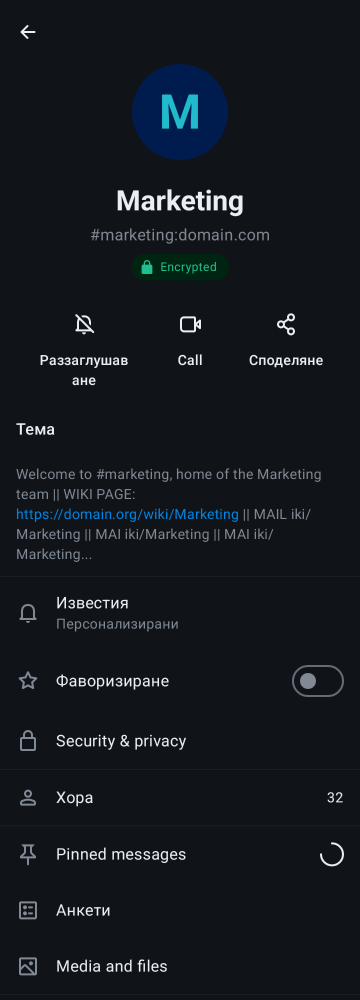 M
Marketing
#marketing:domain.com
Encrypted
Раззаглушав
ане
Call
Споделяне
Тема
Welcome to #marketing, home of the Marketing
team || WIKI PAGE:
https://domain.org/wiki/Marketing || MAIL iki/
Marketing || MAI iki/Marketing || MAI iki/
Marketing...
Известия
Персонализирани
Фаворизиране
Security & privacy
Хора
32
Pinned messages
Анкети
Media and files